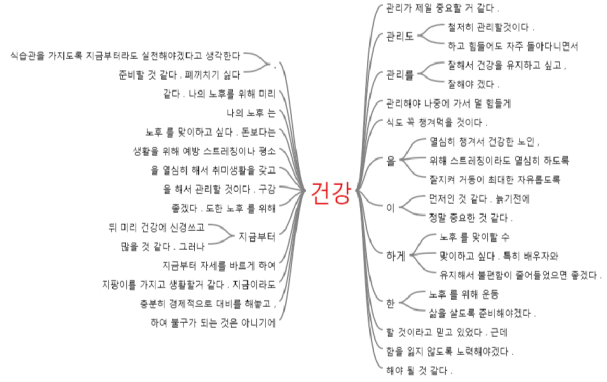 식습관을 가지도록 지금부터라도 실천해야겠다고 생각한다
준비할 것 같다 . 폐끼치기 싫다
,
같다 . 나의 노후를 위해 미리
나의 노후 는
노후 를 맞이하고 싶다 . 돈보다는
생활을 위해 예방 스트레칭이나 평소
을 열심히 해서 취미생활을 갖고
을 해서 관리할 것이다 . 구강
좋겠다 . 또한 노후 를 위해
뒤 미리 건강에 신경쓰고
많을 것 같다 . 그러나
지금부터
지금부터 자세를 바르게 하여
지팡이를 가지고 생활할거 같다 . 지금이라도
충분히 경제적으로 대비를 해놓고 ,
하여 불구가 되는 것은 아니기에
건강
관리가 제일 중요할 거 같다 .
관리도
철저히 관리할것이다 .
하고 힘들어도 자주 돌아다니면서
관리를
잘해서 건강을 유지하고 싶고 ,
잘해야 겠다 .
관리해야 나중에 가서 덜 힘들게
식도 꼭 챙겨먹을 것이다 .
을
열심히 챙겨서 건강한 노인 ,
위해 스트레칭이라도 열심히 하도록
잘지켜 거동이 최대한 자유롭도록
이
먼저인 것 같다 . 늙기전에
정말 중요한 것 같다 .
하게
노후 를 맞이할 수
맞이하고 싶다 . 특히 배우자와
유지해서 불편함이 줄어들었으면 좋겠다 .
한
노후 를 위해 운동
삶을 살도록 준비해야겠다 .
할 것이라고 믿고 있었다 . 근데
함을 잃지 않도록 노력해야겠다 .
해야 될 것 같다 .